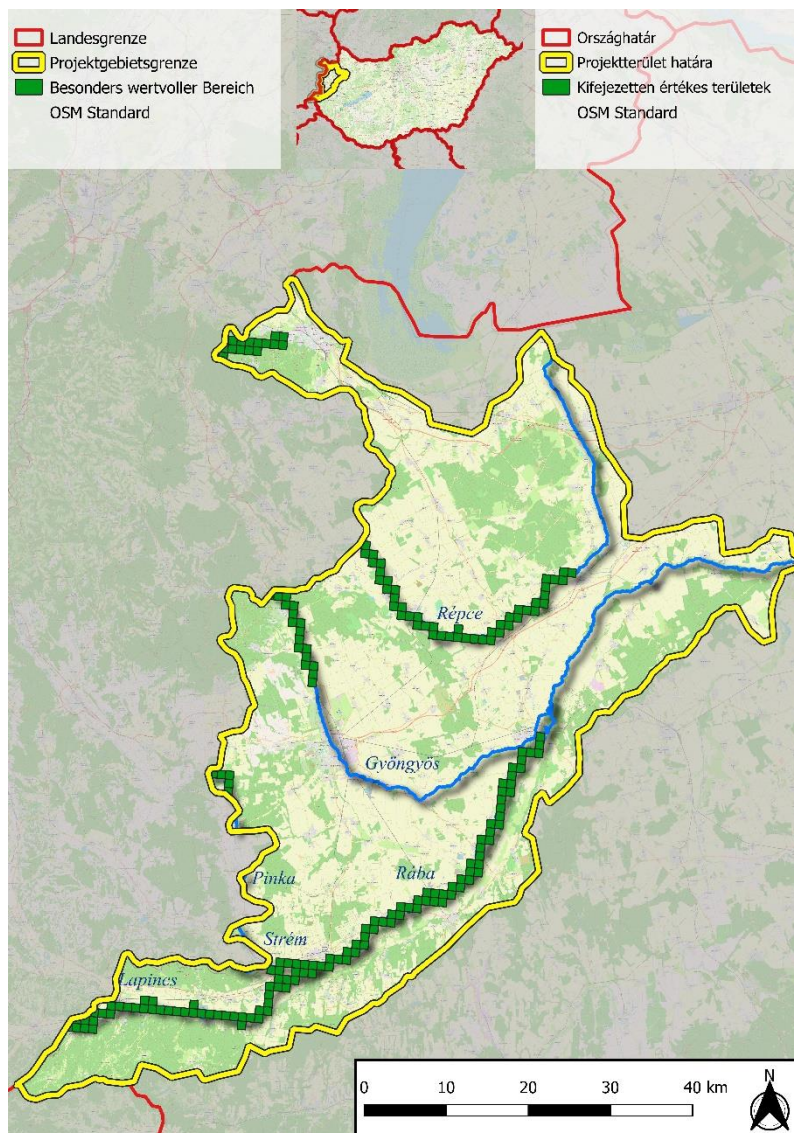 Landesgrenze
Projektgebietsgrenze
Besonders wertvoller Bereich
OSM Standard
Országhatár
Projektterület határa
Kifejezetten értékes területek
OSM Standard
Répce
Gyöngyös
Pinka
Rába
Strém
Lapincs
0 10 20 30 40 km
N